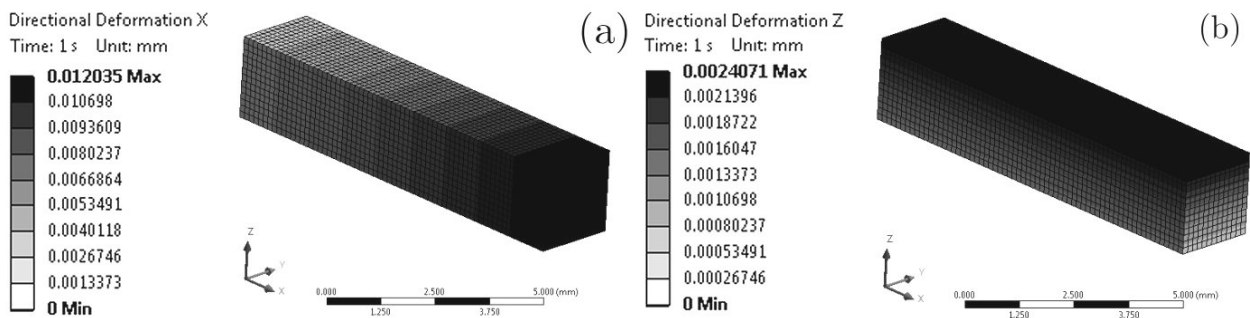 Directional Deformation X
Time: 1 s Unit: mm
(a)
0.012035 Max
0.010698
0.0093609
0.0080237
0.0066864
0.0053491
0.0040118
0.0026746
0.0013373
0 Min
Z
Y
X
0.000 2.500 5.000 (mm)
1.250 3.750
Directional Deformation Z
Time: 1 s Unit: mm
(b)
0.0024071 Max
0.0021396
0.0018722
0.0016047
0.0013373
0.0010698
0.00080237
0.00053491
0.00026746
0 Min
Z
Y
X
0.000 2.500 5.000 (mm)
1.250 3.750